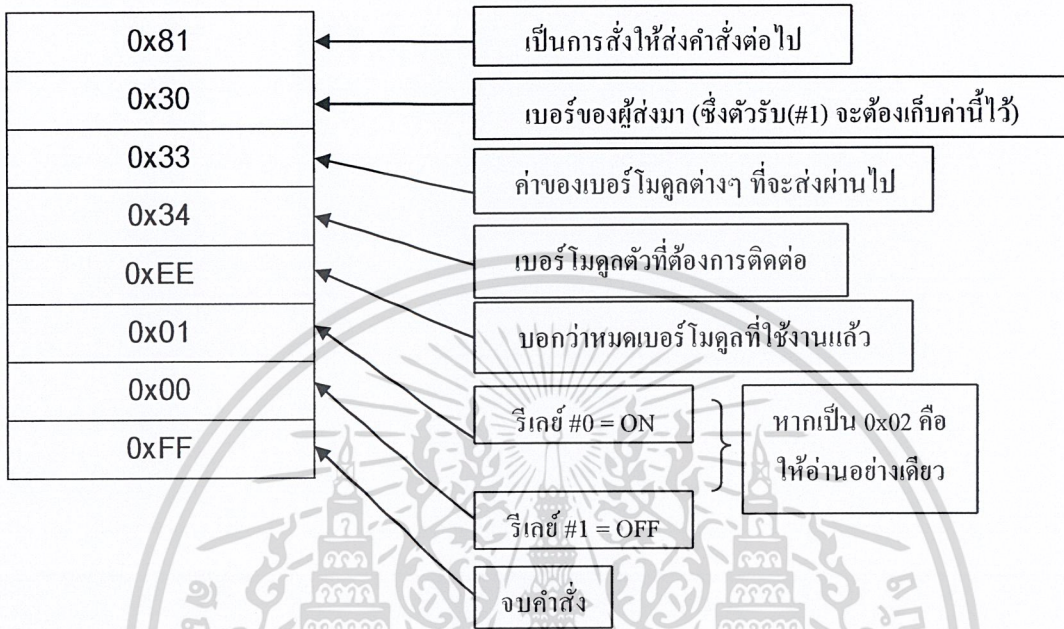 0x81
เป็นการสั่งให้ส่งคำสั่งต่อไป
0x30
เบอร์ของผู้ส่งมา (ซึ่งตัวรับ(#1) จะต้องเก็บค่านี้ไว้)
0x33
ค่าของเบอร์โมดูลต่างๆ ที่จะส่งผ่านไป
0x34
เบอร์โมดูลตัวที่ต้องการติดต่อ
0xEE
บอกว่าหมดเบอร์โมดูลที่ใช้งานแล้ว
0x01
รีเลย์ #0 = ON
0x00
รีเลย์ #1 = OFF
หากเป็น 0x02 คือ
ให้อ่านอย่างเดียว
0xFF
จบคำสั่ง